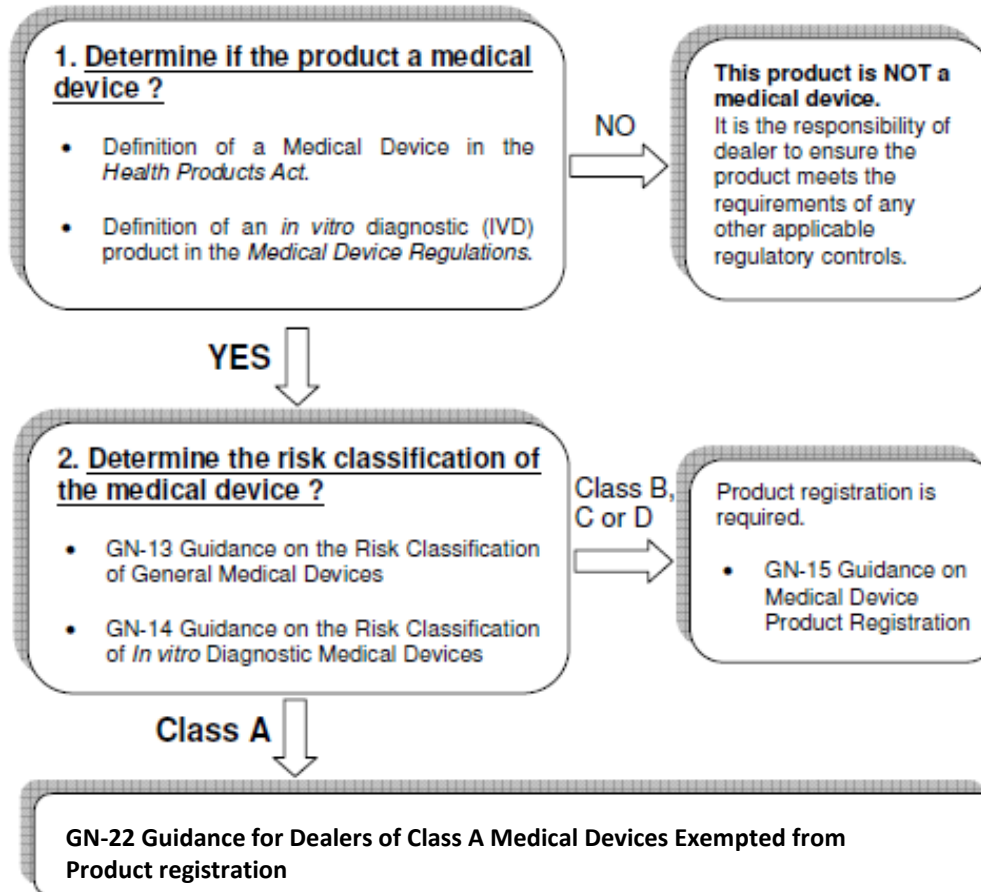 1. Determine if the product a medical
device ?
• Definition of a Medical Device in the
Health Products Act.
• Definition of an in vitro diagnostic (IVD)
product in the Medical Device Regulations.
NO
This product is NOT a
medical device.
It is the responsibility of
dealer to ensure the
product meets the
requirements of any
other applicable
regulatory controls.
YES
2. Determine the risk classification of
the medical device ?
• GN-13 Guidance on the Risk Classification
of General Medical Devices
• GN-14 Guidance on the Risk Classification
of In vitro Diagnostic Medical Devices
Class B,
C or D
Product registration is
required.
• GN-15 Guidance on
Medical Device
Product Registration
Class A
GN-22 Guidance for Dealers of Class A Medical Devices Exempted from
Product registration